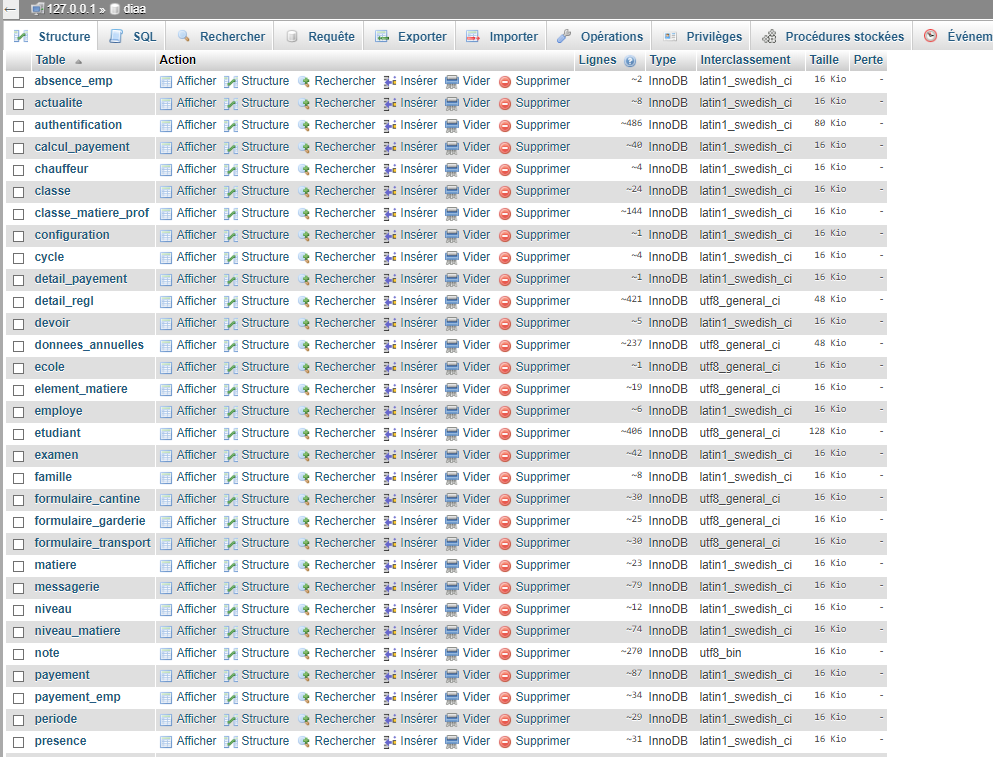 ← 127.0.0.1 » diaa
Structure SQL Rechercher Requête Exporter Importer Opérations Privilèges Procédures stockées Événem
Table Action Lignes Type Interclassement Taille Perte
absence_emp Afficher Structure Rechercher Insérer Vider Supprimer ~2 InnoDB latin1_swedish_ci 16 Kio -
actualite Afficher Structure Rechercher Insérer Vider Supprimer ~8 InnoDB latin1_swedish_ci 16 Kio -
authentification Afficher Structure Rechercher Insérer Vider Supprimer ~486 InnoDB latin1_swedish_ci 80 Kio -
calcul_payement Afficher Structure Rechercher Insérer Vider Supprimer ~40 InnoDB latin1_swedish_ci 16 Kio -
chauffeur Afficher Structure Rechercher Insérer Vider Supprimer ~4 InnoDB latin1_swedish_ci 16 Kio -
classe Afficher Structure Rechercher Insérer Vider Supprimer ~24 InnoDB latin1_swedish_ci 16 Kio -
classe_matiere_prof Afficher Structure Rechercher Insérer Vider Supprimer ~144 InnoDB latin1_swedish_ci 16 Kio -
configuration Afficher Structure Rechercher Insérer Vider Supprimer ~1 InnoDB latin1_swedish_ci 16 Kio -
cycle Afficher Structure Rechercher Insérer Vider Supprimer ~4 InnoDB latin1_swedish_ci 16 Kio -
detail_payement Afficher Structure Rechercher Insérer Vider Supprimer ~1 InnoDB latin1_swedish_ci 16 Kio -
detail_regl Afficher Structure Rechercher Insérer Vider Supprimer ~421 InnoDB utf8_general_ci 48 Kio -
devoir Afficher Structure Rechercher Insérer Vider Supprimer ~5 InnoDB latin1_swedish_ci 16 Kio -
donnees_annuelles Afficher Structure Rechercher Insérer Vider Supprimer ~237 InnoDB utf8_general_ci 48 Kio -
ecole Afficher Structure Rechercher Insérer Vider Supprimer ~1 InnoDB utf8_general_ci 16 Kio -
element_matiere Afficher Structure Rechercher Insérer Vider Supprimer ~19 InnoDB utf8_general_ci 16 Kio -
employe Afficher Structure Rechercher Insérer Vider Supprimer ~6 InnoDB latin1_swedish_ci 16 Kio -
etudiant Afficher Structure Rechercher Insérer Vider Supprimer ~406 InnoDB utf8_general_ci 128 Kio -
examen Afficher Structure Rechercher Insérer Vider Supprimer ~42 InnoDB latin1_swedish_ci 16 Kio -
famille Afficher Structure Rechercher Insérer Vider Supprimer ~8 InnoDB latin1_swedish_ci 16 Kio -
formulaire_cantine Afficher Structure Rechercher Insérer Vider Supprimer ~30 InnoDB utf8_general_ci 16 Kio -
formulaire_garderie Afficher Structure Rechercher Insérer Vider Supprimer ~25 InnoDB utf8_general_ci 16 Kio -
formulaire_transport Afficher Structure Rechercher Insérer Vider Supprimer ~30 InnoDB utf8_general_ci 16 Kio -
matiere Afficher Structure Rechercher Insérer Vider Supprimer ~23 InnoDB latin1_swedish_ci 16 Kio -
messagerie Afficher Structure Rechercher Insérer Vider Supprimer ~79 InnoDB latin1_swedish_ci 16 Kio -
niveau Afficher Structure Rechercher Insérer Vider Supprimer ~12 InnoDB latin1_swedish_ci 16 Kio -
niveau_matiere Afficher Structure Rechercher Insérer Vider Supprimer ~74 InnoDB latin1_swedish_ci 16 Kio -
note Afficher Structure Rechercher Insérer Vider Supprimer ~270 InnoDB utf8_bin 16 Kio -
payement Afficher Structure Rechercher Insérer Vider Supprimer ~87 InnoDB latin1_swedish_ci 16 Kio -
payement_emp Afficher Structure Rechercher Insérer Vider Supprimer ~34 InnoDB latin1_swedish_ci 16 Kio -
periode Afficher Structure Rechercher Insérer Vider Supprimer ~29 InnoDB latin1_swedish_ci 16 Kio -
presence Afficher Structure Rechercher Insérer Vider Supprimer ~31 InnoDB latin1_swedish_ci 16 Kio -